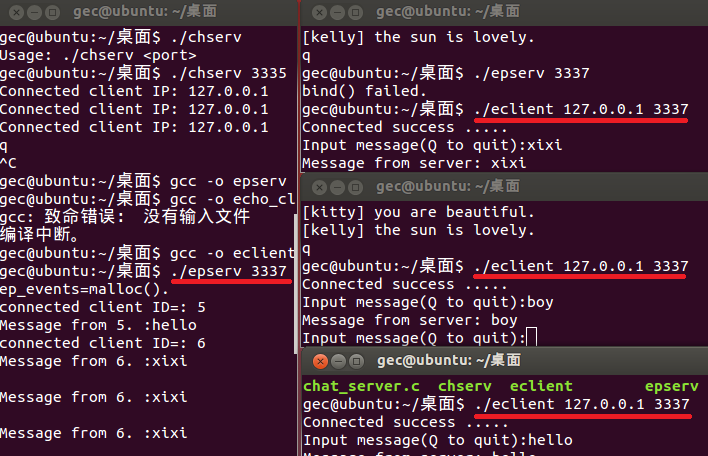 gec@ubuntu: ~/桌面
gec@ubuntu:~/桌面$ ./chserv
Usage: ./chserv <port>
gec@ubuntu:~/桌面$ ./chserv 3335
Connected client IP: 127.0.0.1
Connected client IP: 127.0.0.1
Connected client IP: 127.0.0.1
q
^C
gec@ubuntu:~/桌面$ gcc -o epserv
gec@ubuntu:~/桌面$ gcc -o echo_cl
gcc: 致命错误: 没有输入文件
编译中断。
gec@ubuntu:~/桌面$ gcc -o eclient
gec@ubuntu:~/桌面$ ./epserv 3337
ep_events=malloc().
connected client ID=: 5
Message from 5. :hello
connected client ID=: 6
Message from 6. :xixi
Message from 6. :xixi
Message from 6. :xixi
gec@ubuntu: ~/桌面
[kelly] the sun is lovely.
q
gec@ubuntu:~/桌面$ ./epserv 3337
bind() failed.
gec@ubuntu:~/桌面$ ./eclient 127.0.0.1 3337
Connected success .....
Input message(Q to quit):xixi
Message from server: xixi
gec@ubuntu: ~/桌面
[kitty] you are beautiful.
[kelly] the sun is lovely.
q
gec@ubuntu:~/桌面$ ./eclient 127.0.0.1 3337
Connected success .....
Input message(Q to quit):boy
Message from server: boy
Input message(Q to quit):
gec@ubuntu: ~/桌面
chat_server.c chserv eclient epserv
gec@ubuntu:~/桌面$ ./eclient 127.0.0.1 3337
Connected success .....
Input message(Q to quit):hello
Message from server: hello